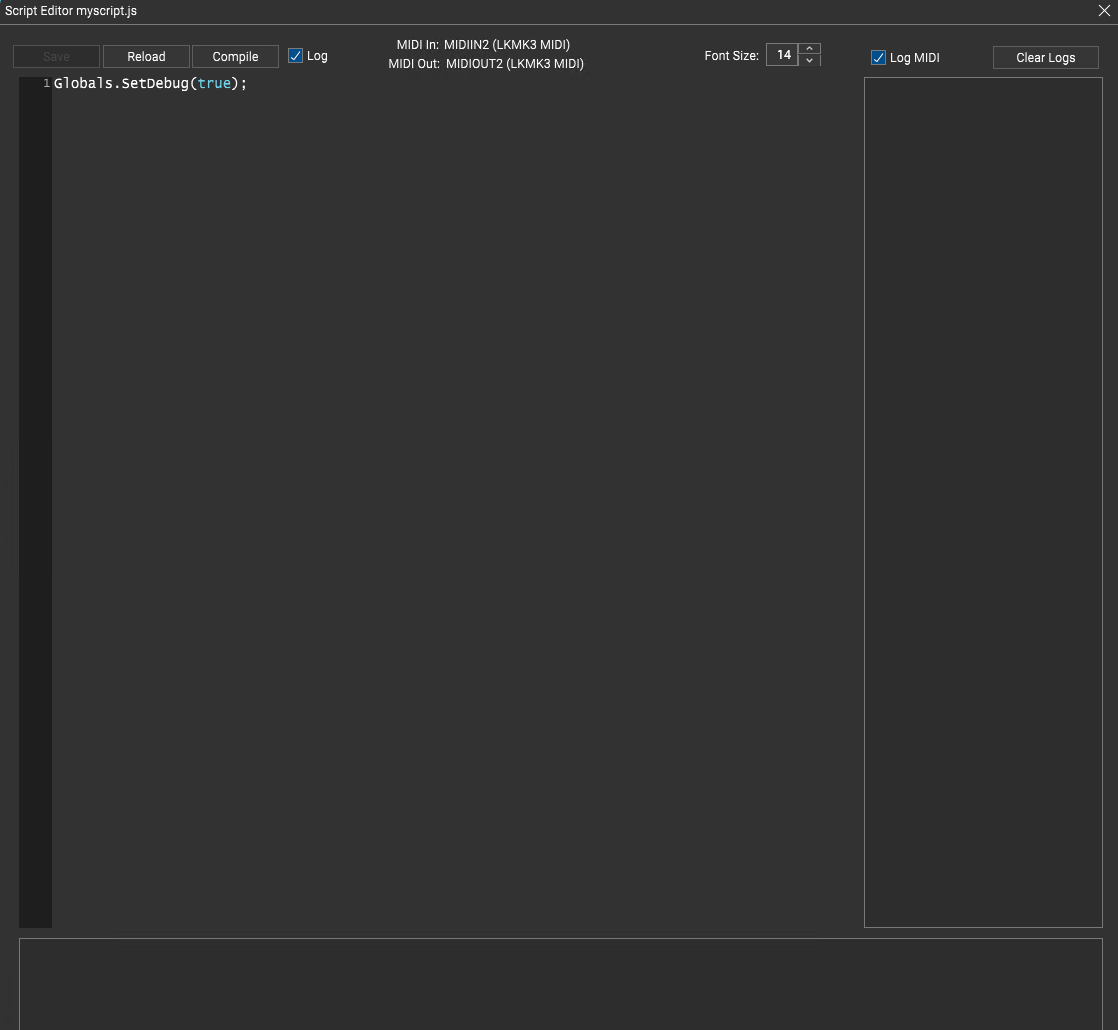 Script Editor myscript.js
Save
Reload
Compile
Log
MIDI In: MIDIIN2 (LKMK3 MIDI)
MIDI Out: MIDIOUT2 (LKMK3 MIDI)
Font Size: 14
Log MIDI
Clear Logs
1 Globals.SetDebug(true);